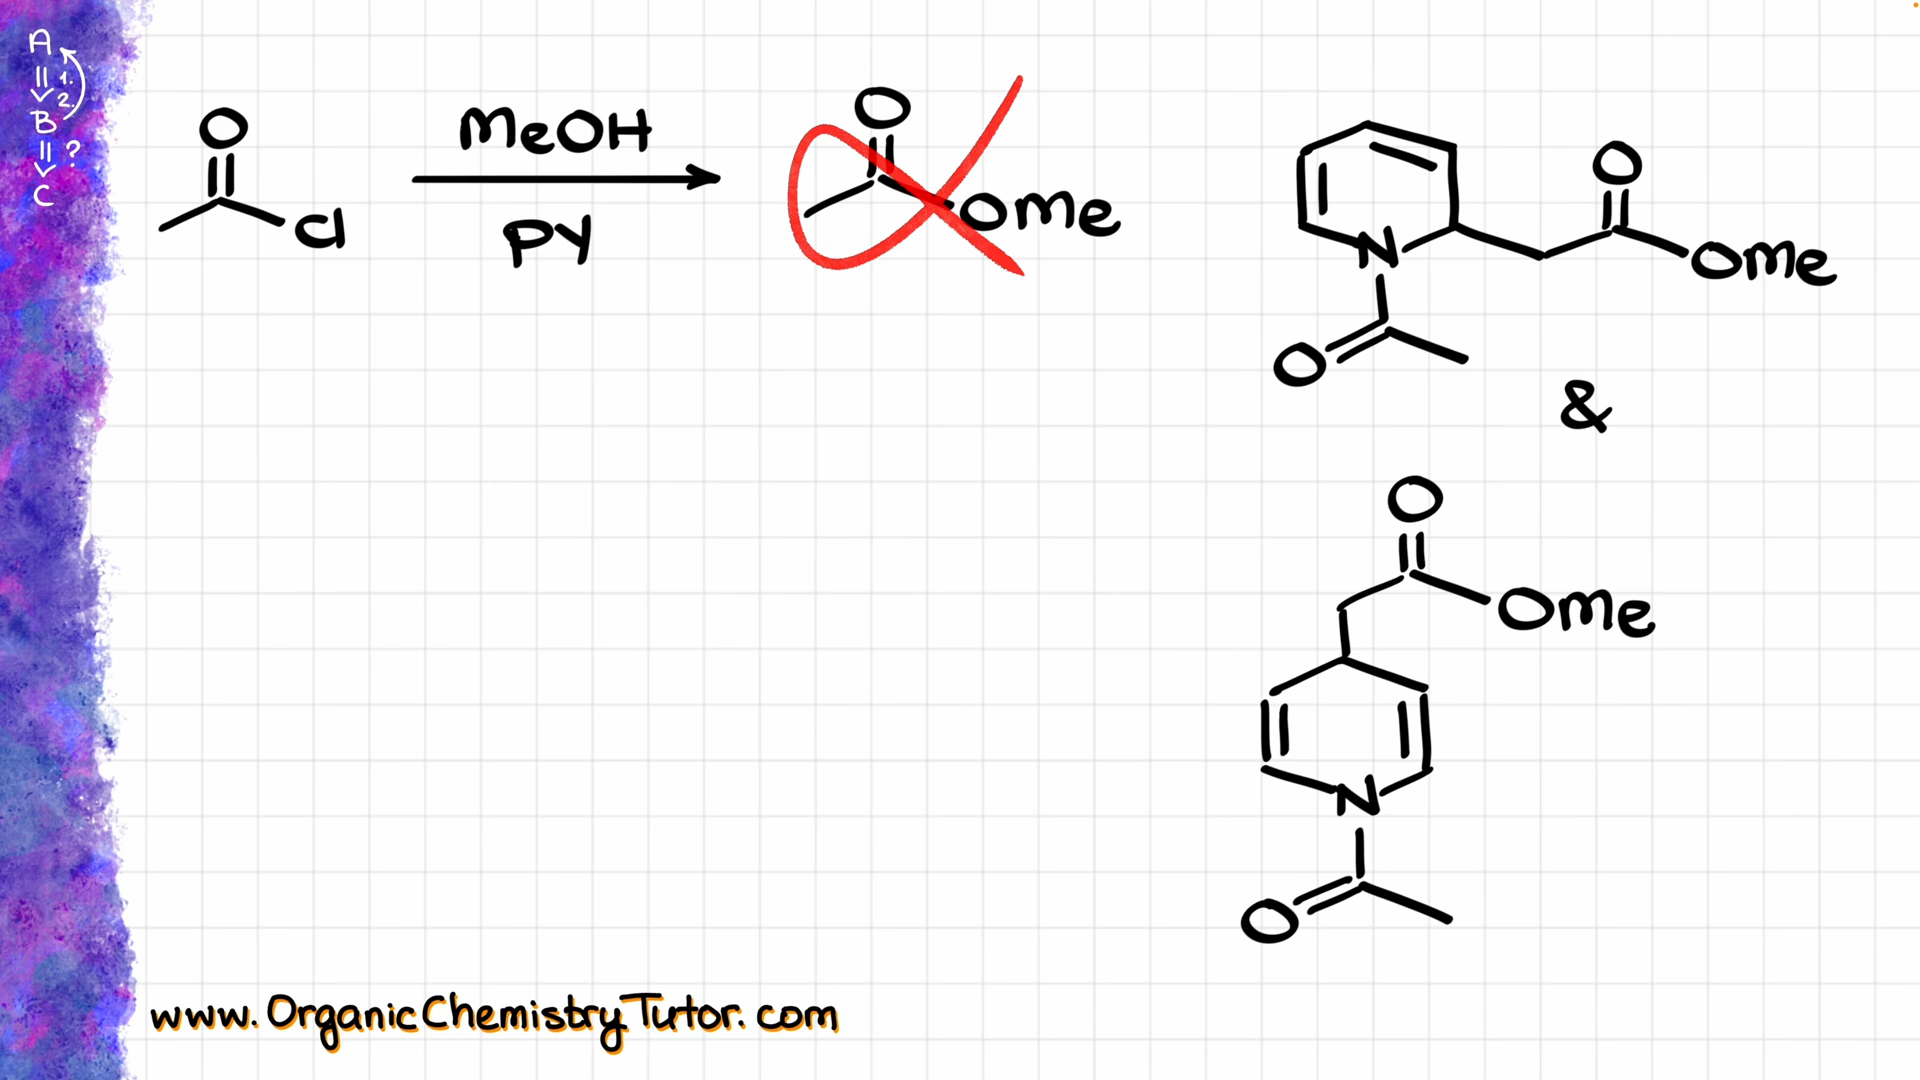 A
1.
2.
B
?
C
O
Cl
MeOH
PY
O
OMe
O
OMe
N
O
&
O
OMe
N
O
www.OrganicChemistryTutor.com